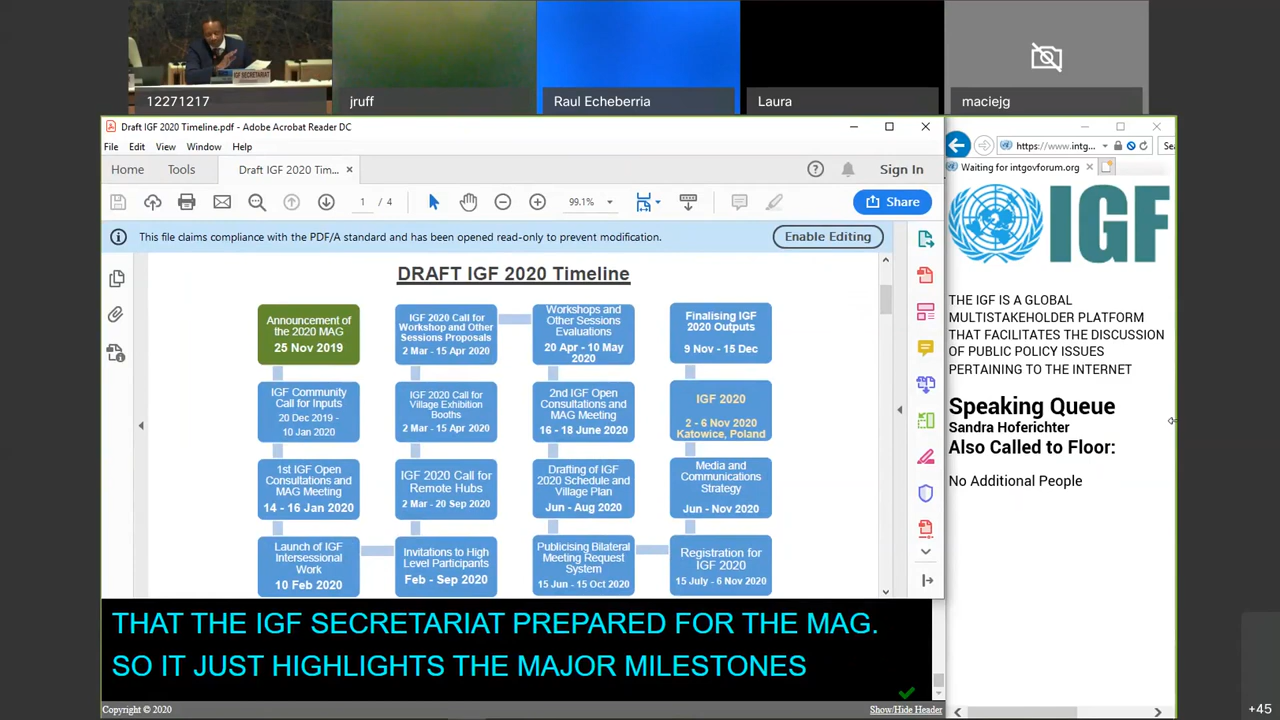 IGF SECRETARIAT
12271217
jruff
Raul Echeberria
Laura
maciejg
Draft IGF 2020 Timeline.pdf - Adobe Acrobat Reader DC
File Edit View Window Help
Home Tools Draft IGF 2020 Tim... × Sign In
1 / 4 99.1% Share
This file claims compliance with the PDF/A standard and has been opened read-only to prevent modification. Enable Editing
DRAFT IGF 2020 Timeline
Announcement of
the 2020 MAG
25 Nov 2019
IGF Community
Call for Inputs
20 Dec 2019 -
10 Jan 2020
1st IGF Open
Consultations and
MAG Meeting
14 - 16 Jan 2020
Launch of IGF
Intersessional
Work
10 Feb 2020
IGF 2020 Call for
Workshop and Other
Sessions Proposals
2 Mar - 15 Apr 2020
IGF 2020 Call for
Village Exhibition
Booths
2 Mar - 15 Apr 2020
IGF 2020 Call for
Remote Hubs
2 Mar - 20 Sep 2020
Invitations to High
Level Participants
Feb - Sep 2020
Workshops and
Other Sessions
Evaluations
20 Apr - 10 May
2020
2nd IGF Open
Consultations and
MAG Meeting
16 - 18 June 2020
Drafting of IGF
2020 Schedule and
Village Plan
Jun - Aug 2020
Publicising Bilateral
Meeting Request
System
15 Jun - 15 Oct 2020
Finalising IGF
2020 Outputs
9 Nov - 15 Dec
IGF 2020
2 - 6 Nov 2020
Katowice, Poland
Media and
Communications
Strategy
Jun - Nov 2020
Registration for
IGF 2020
15 July - 6 Nov 2020
https://www.intg...
Sea
Waiting for intgovforum.org
IGF
THE IGF IS A GLOBAL
MULTISTAKEHOLDER PLATFORM
THAT FACILITATES THE DISCUSSION
OF PUBLIC POLICY ISSUES
PERTAINING TO THE INTERNET
Speaking Queue
Sandra Hoferichter
Also Called to Floor:
No Additional People
THAT THE IGF SECRETARIAT PREPARED FOR THE MAG.
SO IT JUST HIGHLIGHTS THE MAJOR MILESTONES
Copyright © 2020 Show/Hide Header
+45